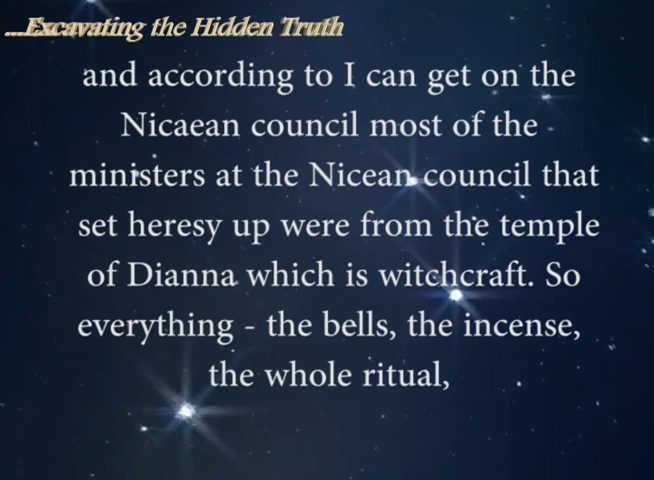 ...Excavating the Hidden Truth
and according to I can get on the
Nicaean council most of the
ministers at the Nicean council that
set heresy up were from the temple
of Dianna which is witchcraft. So
everything - the bells, the incense,
the whole ritual,